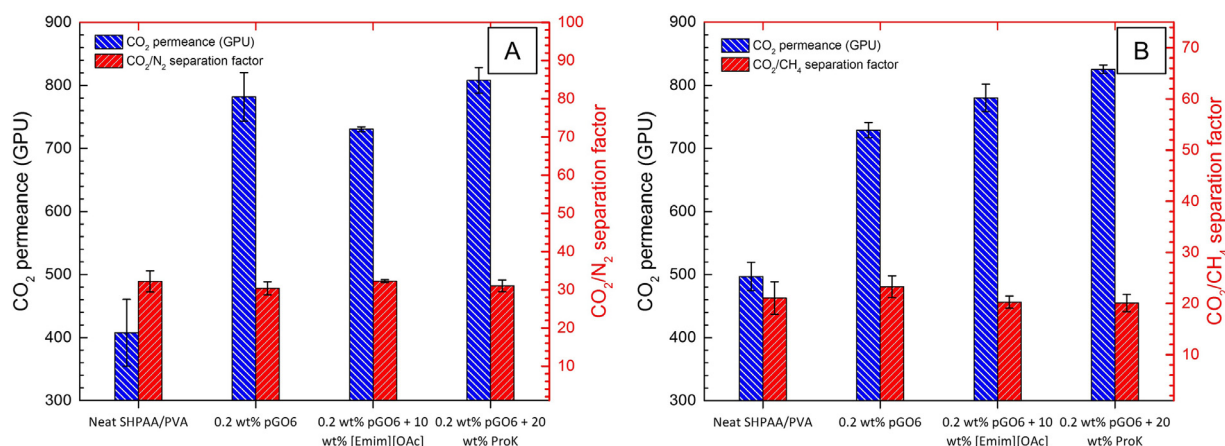 A
CO₂ permeance (GPU)
CO₂/N₂ separation factor
900
800
700
600
500
400
300
CO₂ permeance (GPU)
100
90
80
70
60
50
40
30
20
10
CO₂/N₂ separation factor
Neat SHPAA/PVA
0.2 wt% pGO6
0.2 wt% pGO6 + 10
wt% [Emim][OAc]
0.2 wt% pGO6 + 20
wt% ProK
B
CO₂ permeance (GPU)
CO₂/CH₄ separation factor
900
800
700
600
500
400
300
CO₂ permeance (GPU)
70
60
50
40
30
20
10
CO₂/CH₄ separation factor
Neat SHPAA/PVA
0.2 wt% pGO6
0.2 wt% pGO6 + 10
wt% [Emim][OAc]
0.2 wt% pGO6 + 20
wt% ProK